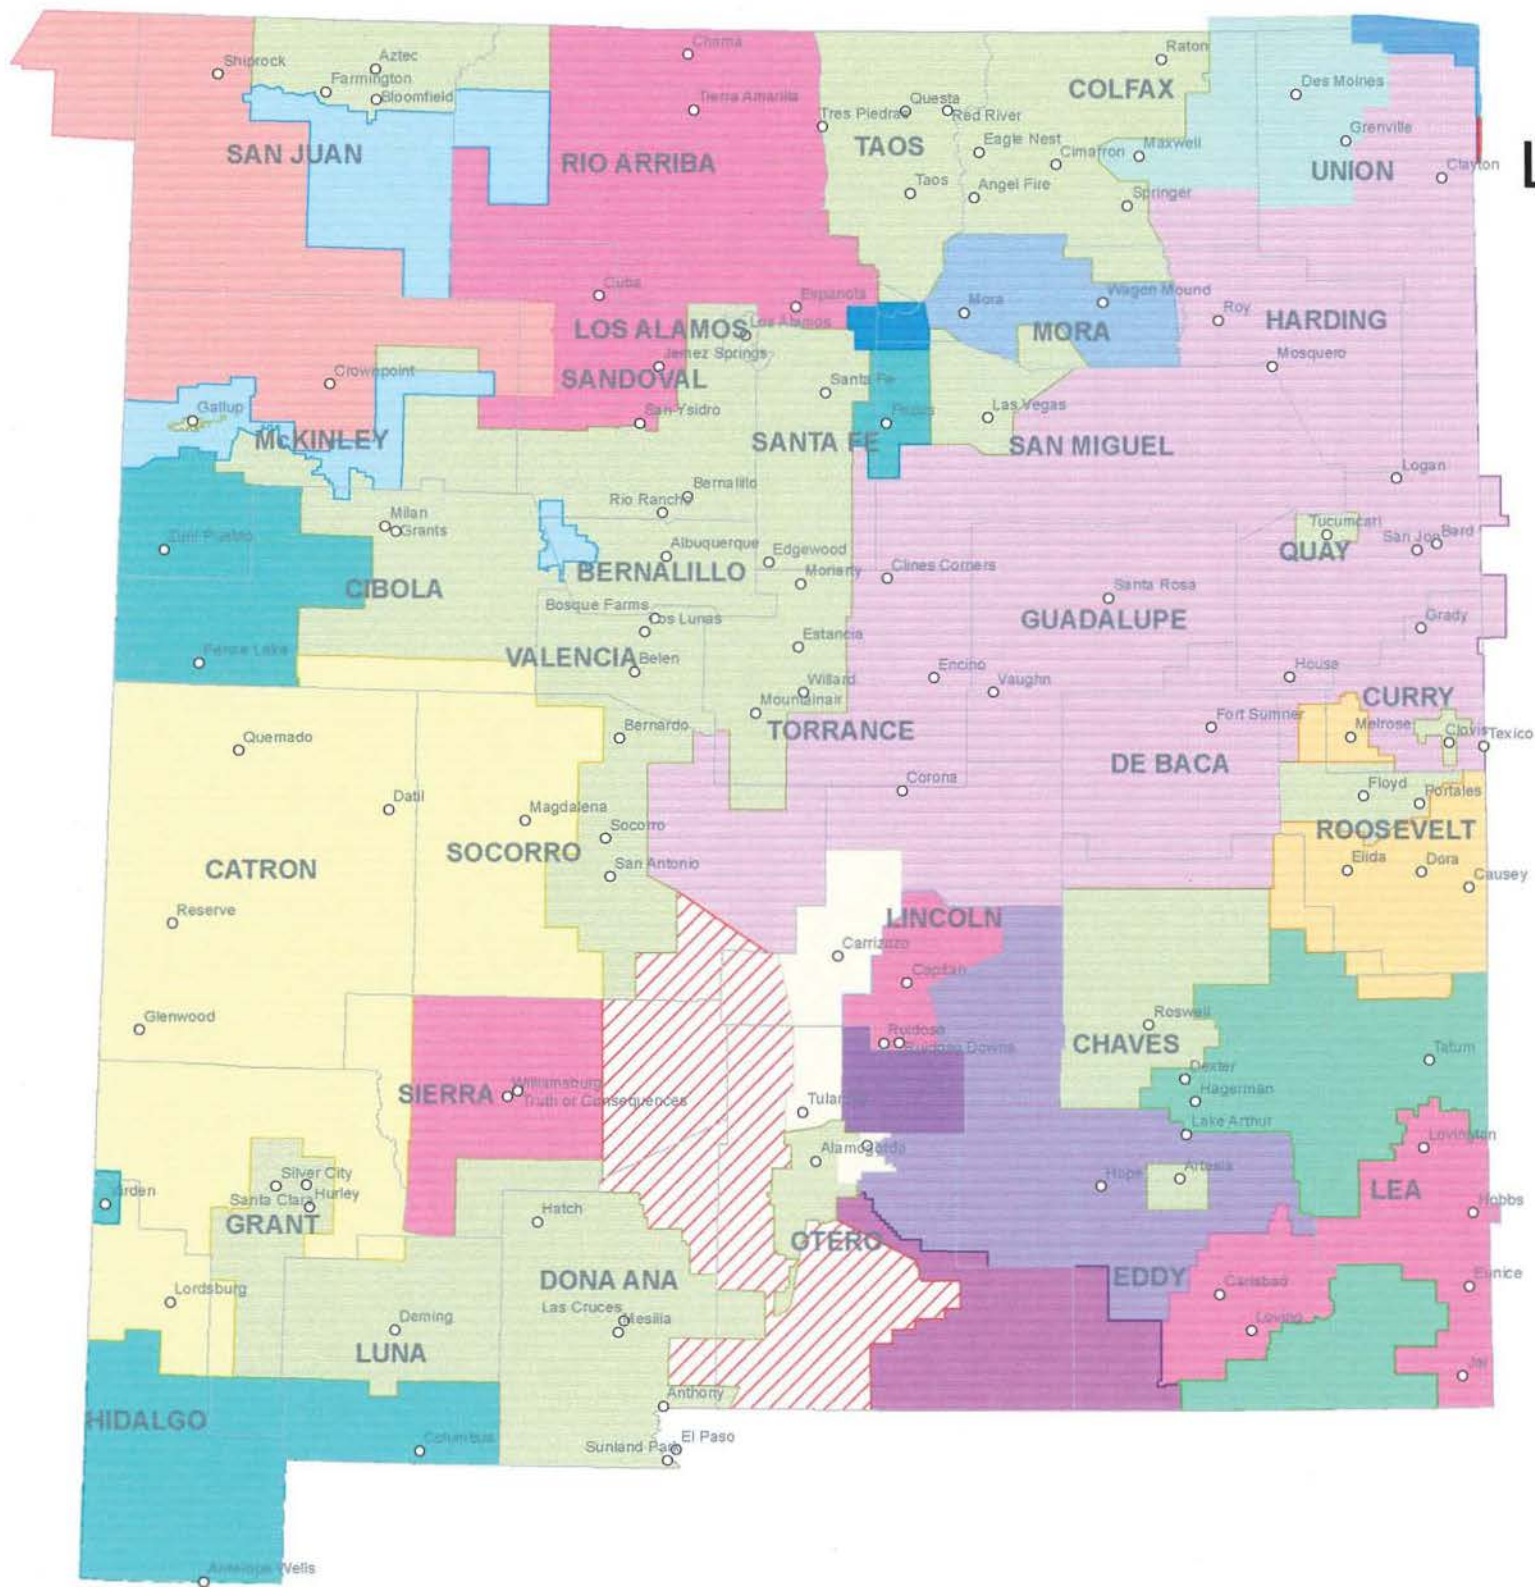 Chama
Raton
Shiprock
Aztec
Farmington
Bloomfield
COLFAX
Des Moines
Tierra Amarilla
Tres Piedras
Questa
Red River
TAOS
Eagle Nest
Cimarron
Maxwell
Grenville
SAN JUAN
RIO ARRIBA
UNION
Clayton
L
Taos
Angel Fire
Springer
Cuba
Espanola
Mora
Wagon Mound
LOS ALAMOS
Los Alamos
MORA
Roy
HARDING
Jemez Springs
Mosquero
Crownpoint
SANDOVAL
Santa Fe
Gallup
San Ysidro
Pecos
Las Vegas
McKINLEY
SANTA FE
SAN MIGUEL
Logan
Bernalillo
Rio Rancho
Milan
Grants
Tucumcari
San Jon
Bard
Zuni Pueblo
Albuquerque
Edgewood
QUAY
BERNALILLO
Moriarty
Clines Corners
CIBOLA
Santa Rosa
Bosque Farms
Los Lunas
GUADALUPE
Grady
Estancia
Fence Lake
VALENCIA
Belen
Encino
House
Willard
Vaughn
CURRY
Mountainair
Fort Sumner
Melrose
Quemado
Bernardo
TORRANCE
Clovis
Texico
DE BACA
Corona
Floyd
Portales
Datil
Magdalena
Socorro
ROOSEVELT
SOCORRO
San Antonio
Elida
Dora
CATRON
Causey
Reserve
LINCOLN
Carrizozo
Capitan
Glenwood
Roswell
Ruidoso
Ruidoso Downs
CHAVES
Tatum
SIERRA
Williamsburg
Truth or Consequences
Dexter
Hagerman
Lake Arthur
Alamogordo
Lovington
Silver City
Hope
Artesia
Santa Clara
Hurley
LEA
GRANT
Hatch
Hobbs
OTERO
DONA ANA
EDDY
Carlsbad
Eunice
Lordsburg
Las Cruces
Mesilla
Deming
Loving
LUNA
Jal
Anthony
HIDALGO
Columbus
El Paso
Sunland Park
Antelope Wells